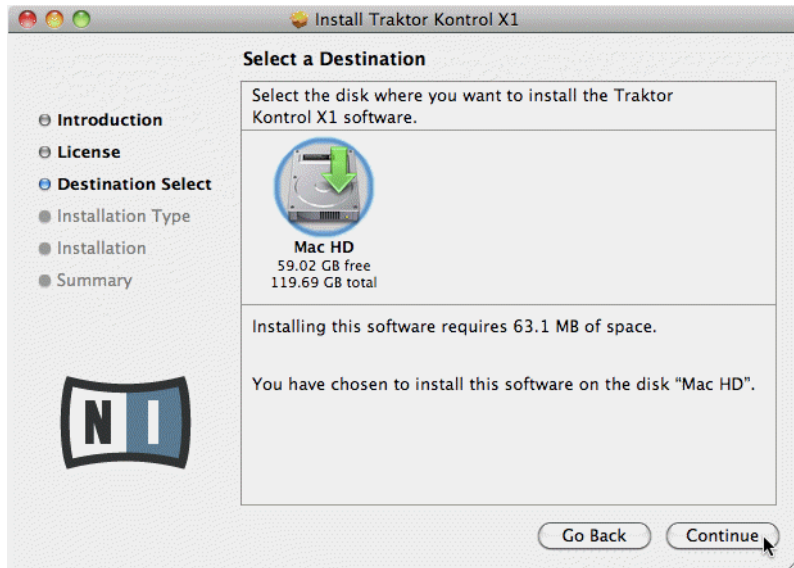 Install Traktor Kontrol X1
Select a Destination
Introduction
License
Destination Select
Installation Type
Installation
Summary
Select the disk where you want to install the Traktor
Kontrol X1 software.
Mac HD
59.02 GB free
119.69 GB total
Installing this software requires 63.1 MB of space.
You have chosen to install this software on the disk “Mac HD”.
NI
Go Back
Continue